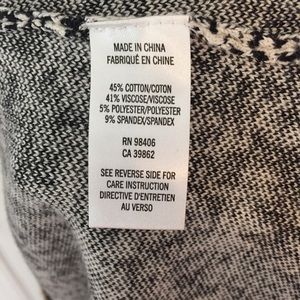 MADE IN CHINA
FABRIQUÉ EN CHINE
45% COTTON/COTON
41% VISCOSE/VISCOSE
5% POLYESTER/POLYESTER
9% SPANDEX/SPANDEX
RN 98406
CA 39862
SEE REVERSE SIDE FOR
CARE INSTRUCTION
DIRECTIVE D'ENTRETIEN
AU VERSO